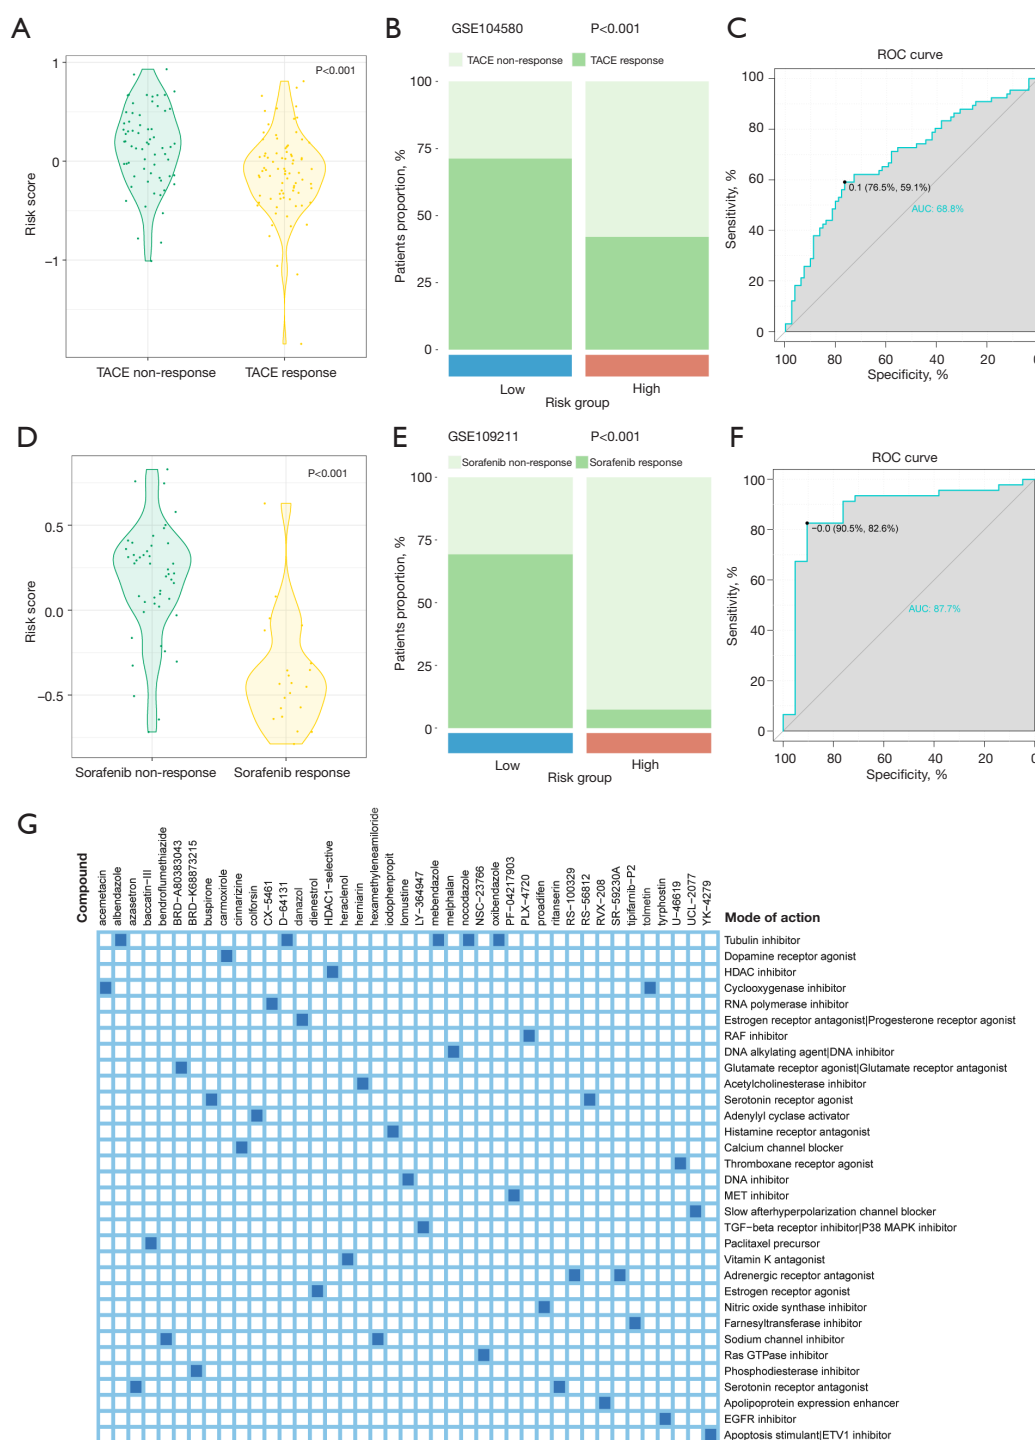 A
P<0.001
1
0
−1
Risk score
TACE non-response
TACE response
B
GSE104580
P<0.001
TACE non-response
TACE response
100
75
50
25
0
Patients proportion, %
Low
High
Risk group
C
ROC curve
100
80
60
40
20
0
Sensitivity, %
0.1 (76.5%, 59.1%)
AUC: 68.8%
100
80
60
40
20
0
Specificity, %
D
P<0.001
0.5
0.0
−0.5
Risk score
Sorafenib non-response
Sorafenib response
E
GSE109211
P<0.001
Sorafenib non-response
Sorafenib response
100
75
50
25
0
Patients proportion, %
Low
High
Risk group
F
ROC curve
100
80
60
40
20
0
Sensitivity, %
−0.0 (90.5%, 82.6%)
AUC: 87.7%
100
80
60
40
20
0
Specificity, %
G
Compound
acemetacin
albendazole
azasetron
baccatin−III
bendroflumethiazide
BRD−A80383043
BRD−K68873215
buspirone
carmoxirole
cinnarizine
colforsin
CX−5461
D−64131
danazol
dienestrol
HDAC1−selective
heraclenol
herniarin
hexamethyleneamiloride
iodophenpropit
lomustine
LY−364947
mebendazole
melphalan
nocodazole
NSC−23766
oxibendazole
PF−04217903
PLX−4720
proadifen
ritanserin
RS−100329
RS−56812
RVX−208
SR−59230A
tipifarnib−P2
tolmetin
tyrphostin
U−46619
UCL−2077
YK−4279
Mode of action
Tubulin inhibitor
Dopamine receptor agonist
HDAC inhibitor
Cyclooxygenase inhibitor
RNA polymerase inhibitor
Estrogen receptor antagonist|Progesterone receptor agonist
RAF inhibitor
DNA alkylating agent|DNA inhibitor
Glutamate receptor agonist|Glutamate receptor antagonist
Acetylcholinesterase inhibitor
Serotonin receptor agonist
Adenylyl cyclase activator
Histamine receptor antagonist
Calcium channel blocker
Thromboxane receptor agonist
DNA inhibitor
MET inhibitor
Slow afterhyperpolarization channel blocker
TGF−beta receptor inhibitor|P38 MAPK inhibitor
Paclitaxel precursor
Vitamin K antagonist
Adrenergic receptor antagonist
Estrogen receptor agonist
Nitric oxide synthase inhibitor
Farnesyltransferase inhibitor
Sodium channel inhibitor
Ras GTPase inhibitor
Phosphodiesterase inhibitor
Serotonin receptor antagonist
Apolipoprotein expression enhancer
EGFR inhibitor
Apoptosis stimulant|ETV1 inhibitor